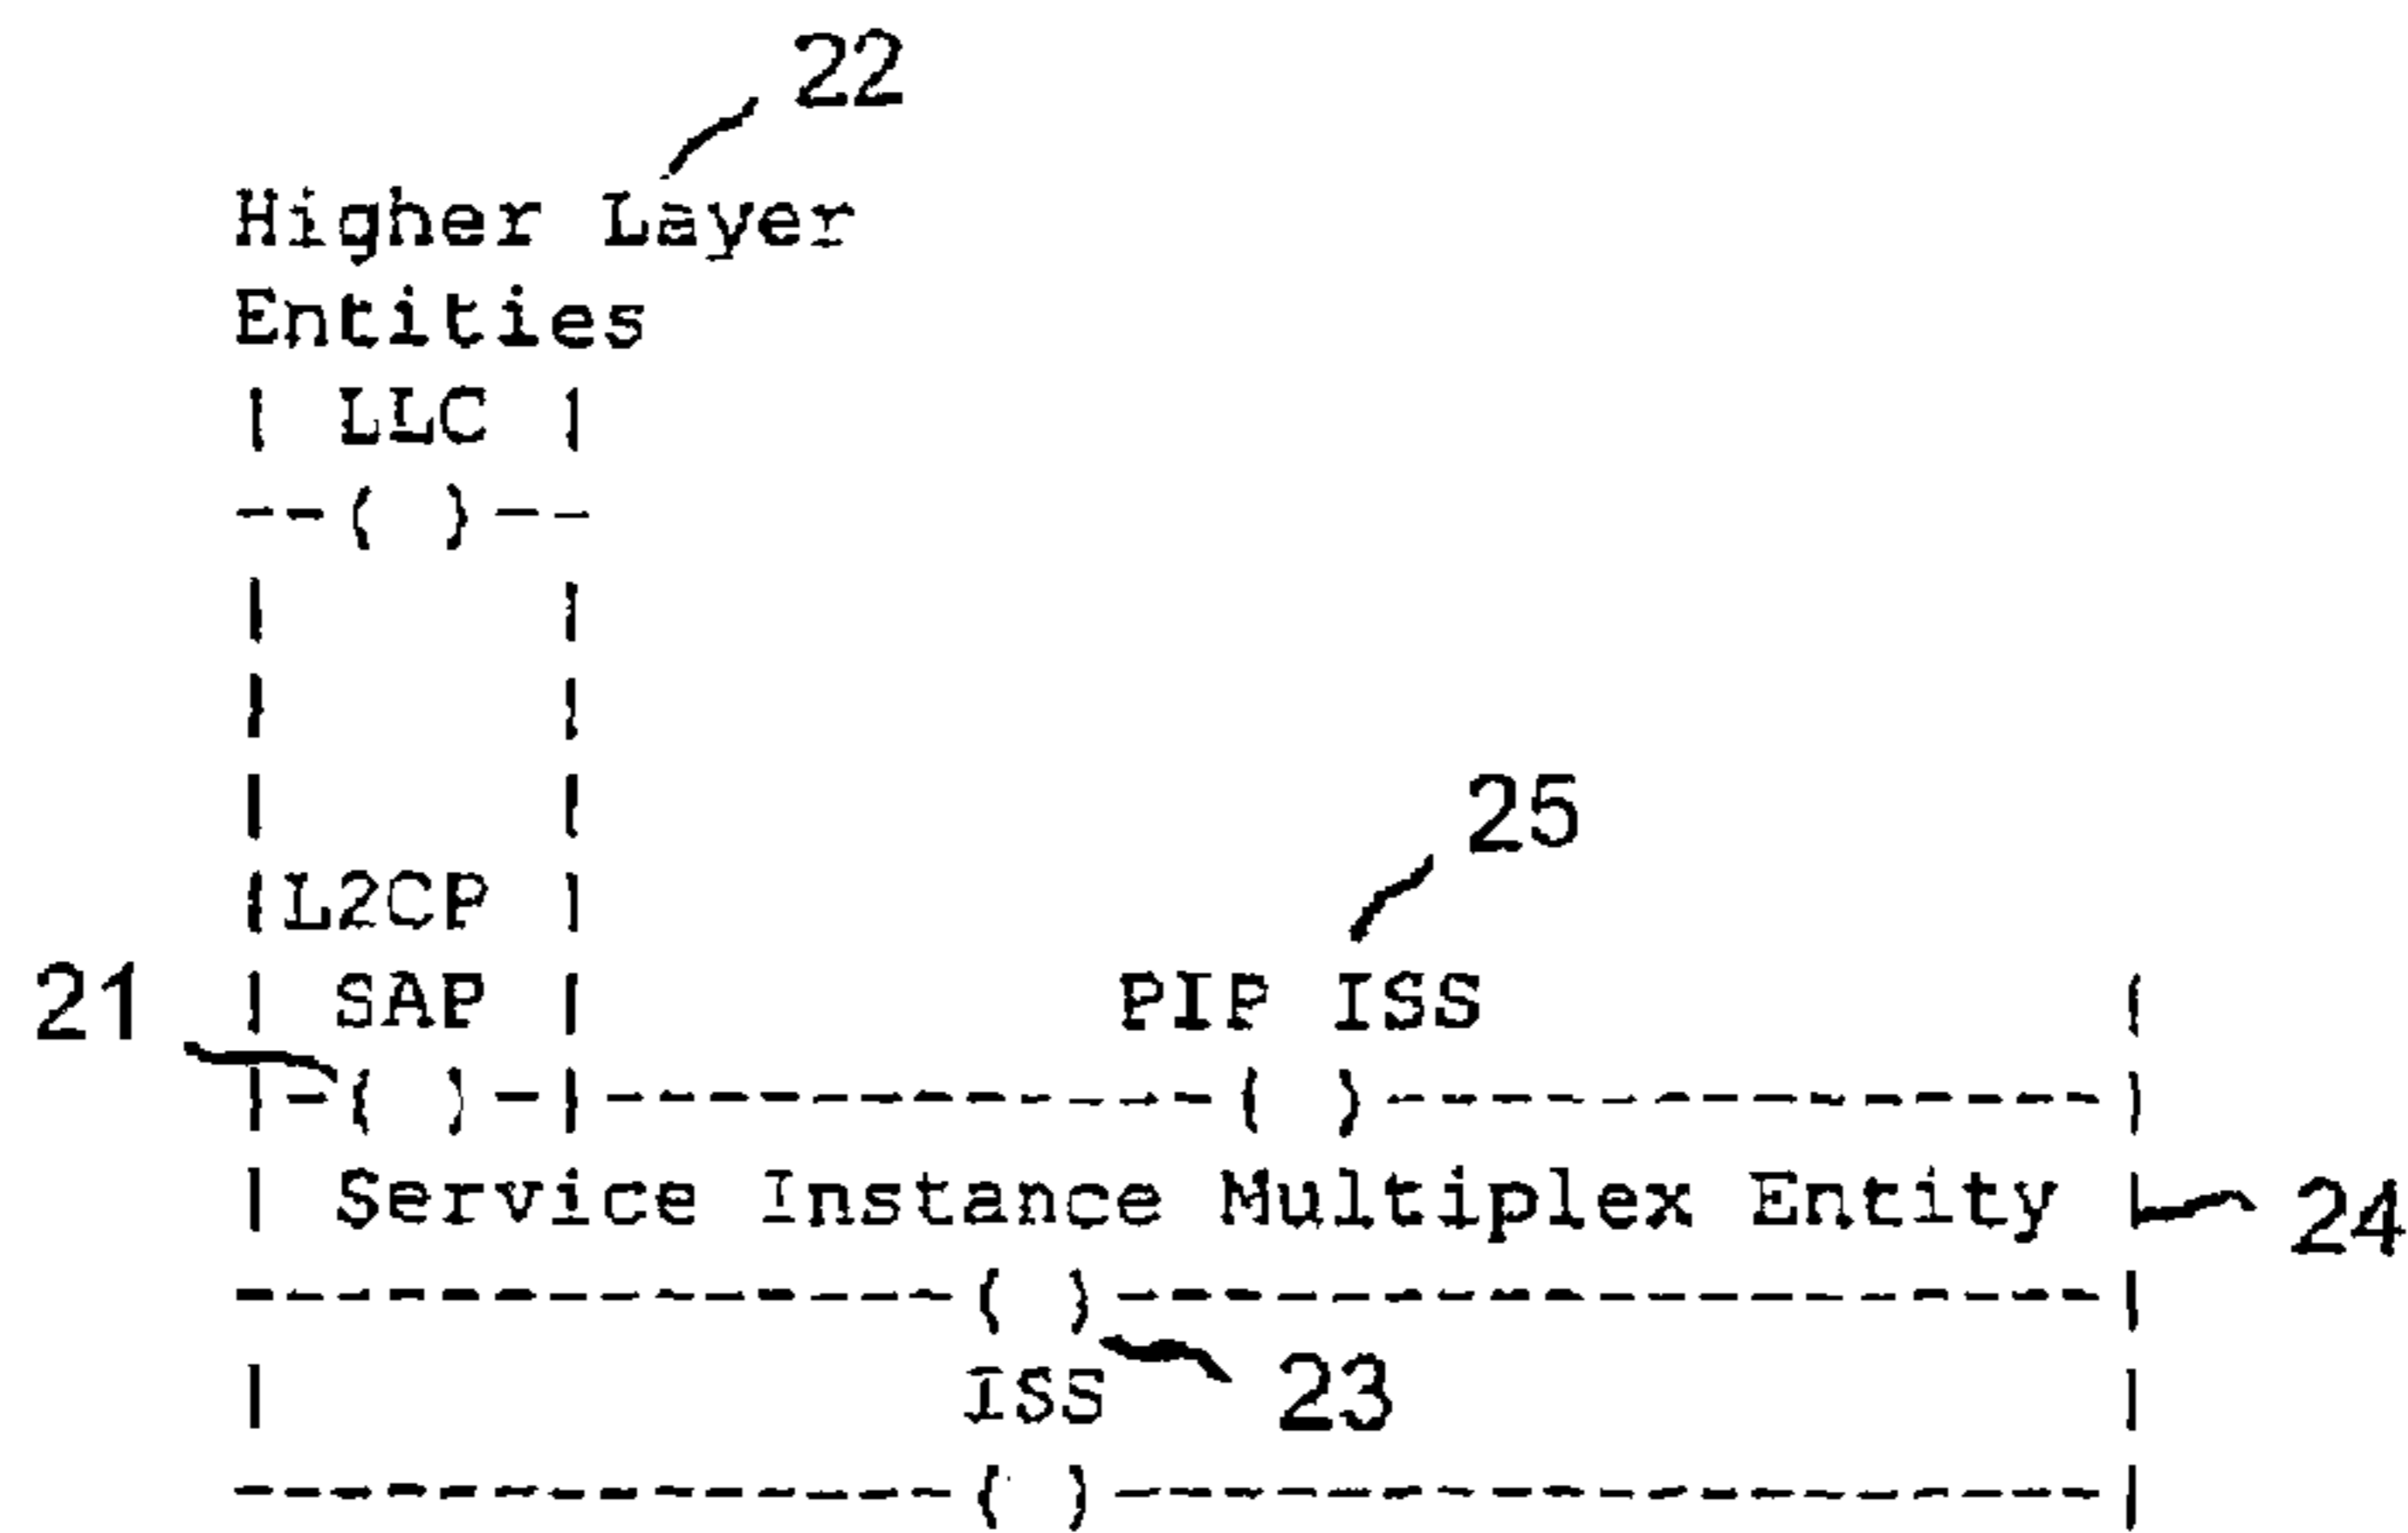 22
Higher Layer
Entities
| LLC |
--( )--
| |
| |
| |
25
|L2CP |
21 | SAP | PIP ISS |
|-( )-|------------( )--------------|
| Service Instance Multiplex Entity | 24
--------------( )-------------------|
| ISS 23 |
--------------( )-------------------|